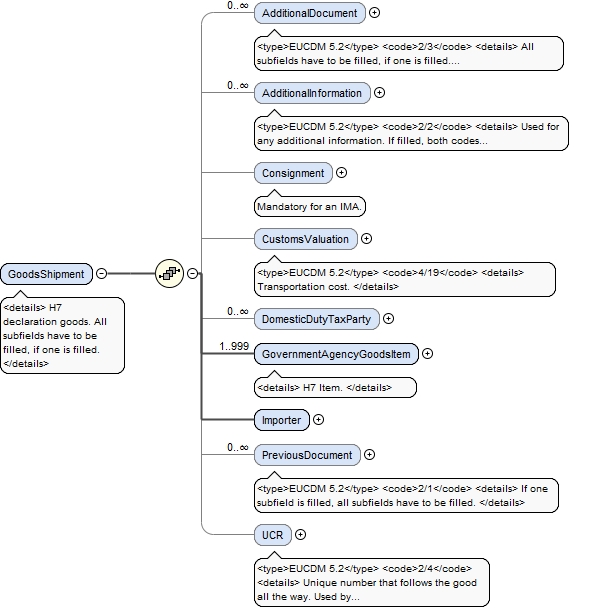 0..∞
AdditionalDocument
<type>EUCDM 5.2</type> <code>2/3</code> <details> All
subfields have to be filled, if one is filled....
0..∞
AdditionalInformation
<type>EUCDM 5.2</type> <code>2/2</code> <details> Used for
any additional information. If filled, both codes...
Consignment
Mandatory for an IMA.
CustomsValuation
<type>EUCDM 5.2</type> <code>4/19</code> <details>
Transportation cost. </details>
GoodsShipment
<details> H7
declaration goods. All
subfields have to be
filled, if one is filled.
</details>
0..∞
DomesticDutyTaxParty
1..999
GovernmentAgencyGoodsItem
<details> H7 Item. </details>
Importer
0..∞
PreviousDocument
<type>EUCDM 5.2</type> <code>2/1</code> <details> If one
subfield is filled, all subfields have to be filled. </details>
UCR
<type>EUCDM 5.2</type> <code>2/4</code>
<details> Unique number that follows the good
all the way. Used by...